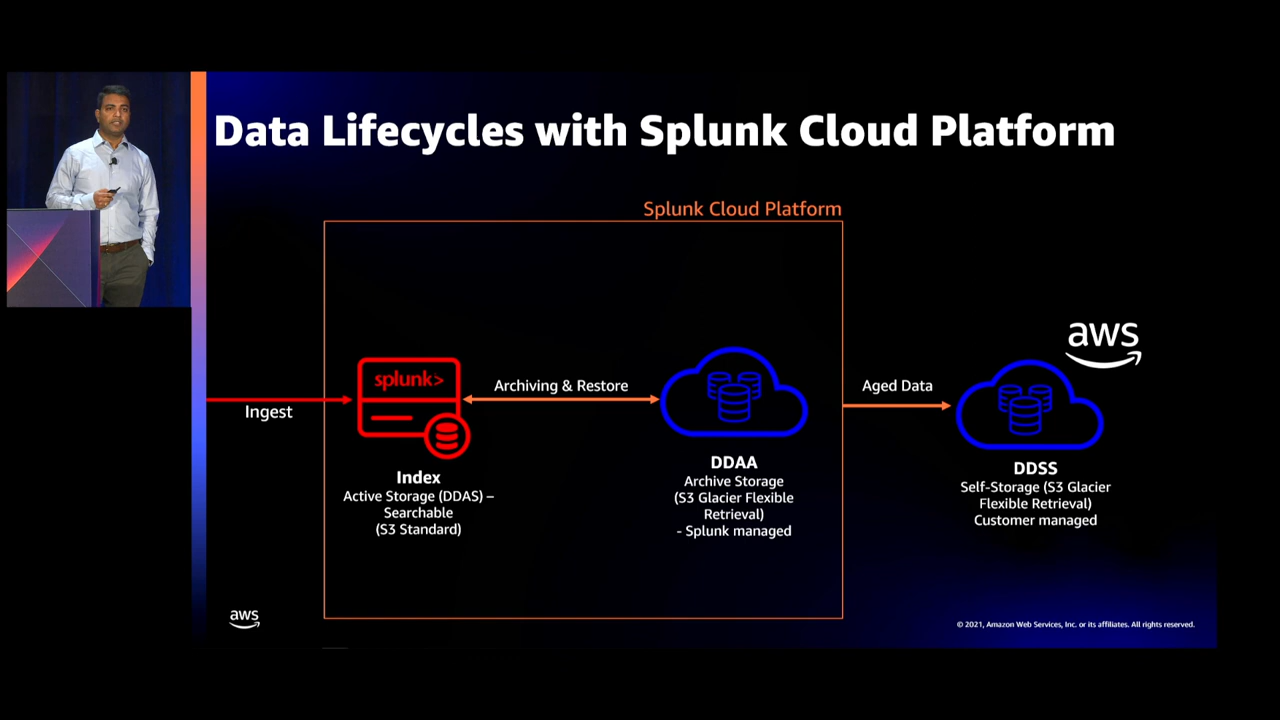 Data Lifecycles with Splunk Cloud Platform
Splunk Cloud Platform
aws
splunk>
Archiving & Restore
Aged Data
Ingest
Index
Active Storage (DDAS) –
Searchable
(S3 Standard)
DDAA
Archive Storage
(S3 Glacier Flexible
Retrieval)
- Splunk managed
DDSS
Self-Storage (S3 Glacier
Flexible Retrieval)
Customer managed
aws
© 2021, Amazon Web Services, Inc. or its affiliates. All rights reserved.